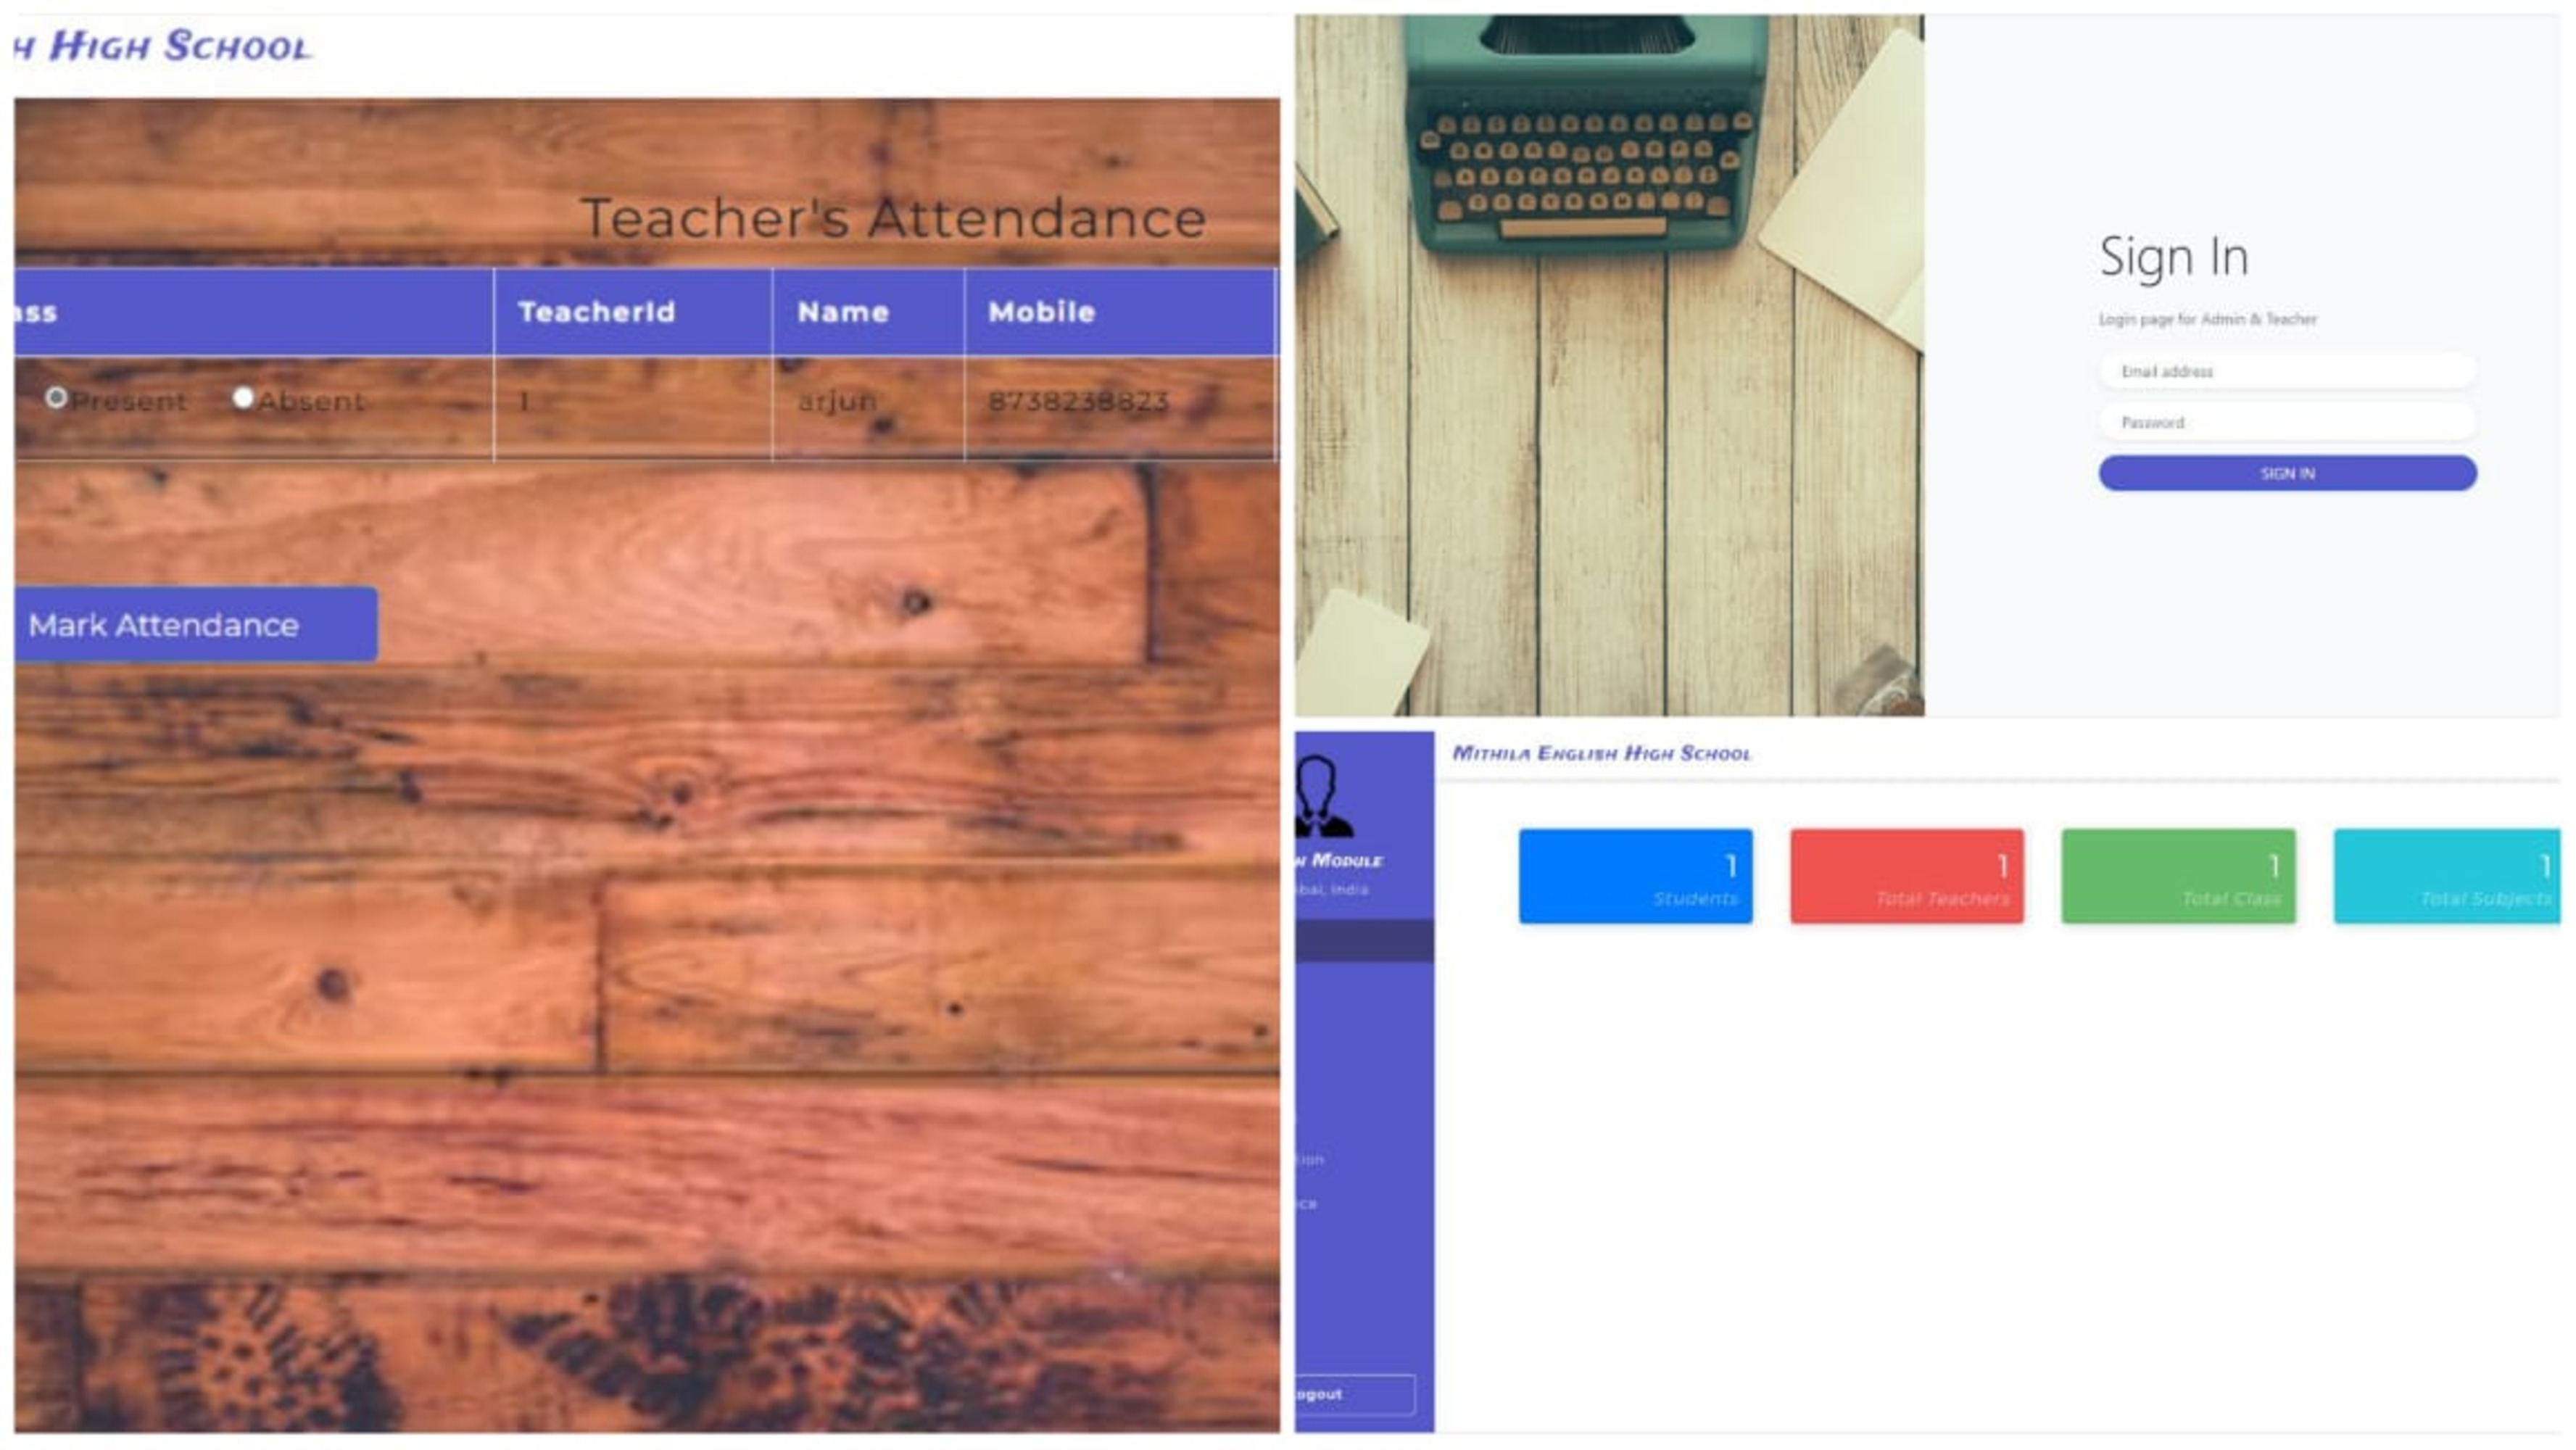 H HIGH SCHOOL
Teacher's Attendance
ass TeacherId Name Mobile
Present Absent 1 arjun 8738238823
Mark Attendance
Sign In
Login page for Admin & Teacher
Email address
Password
SIGN IN
MITHILA ENGLISH HIGH SCHOOL
N MODULE
bai, India
1
Students
1
Total Teachers
1
Total Class
1
Total Subjects
tion
ce
ogout